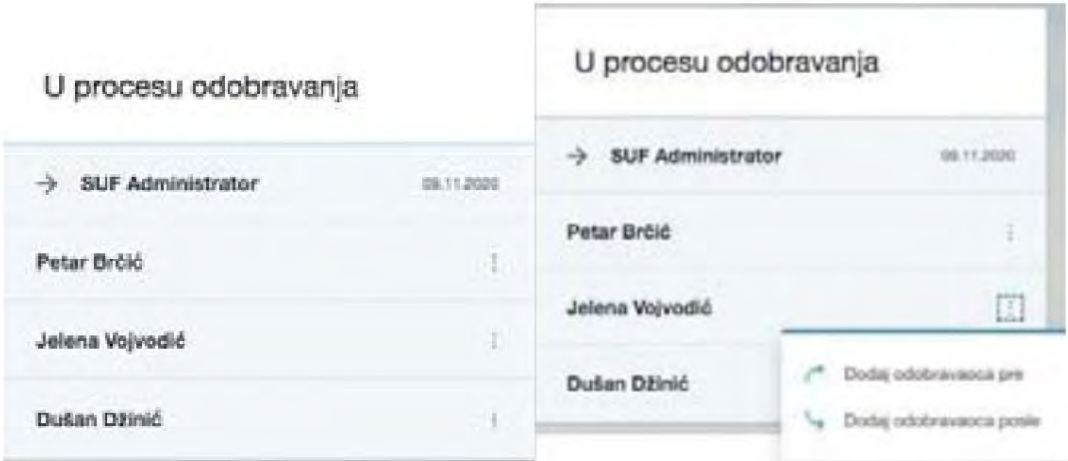 U procesu odobravanja
→ SUF Administrator 09.11.2020
Petar Brčić
Jelena Vojvodić
Dušan Džinić
U procesu odobravanja
→ SUF Administrator 09.11.2020
Petar Brčić
Jelena Vojvodić
Dušan Džinić
Dodaj odobravaoca pre
Dodaj odobravaoca posle